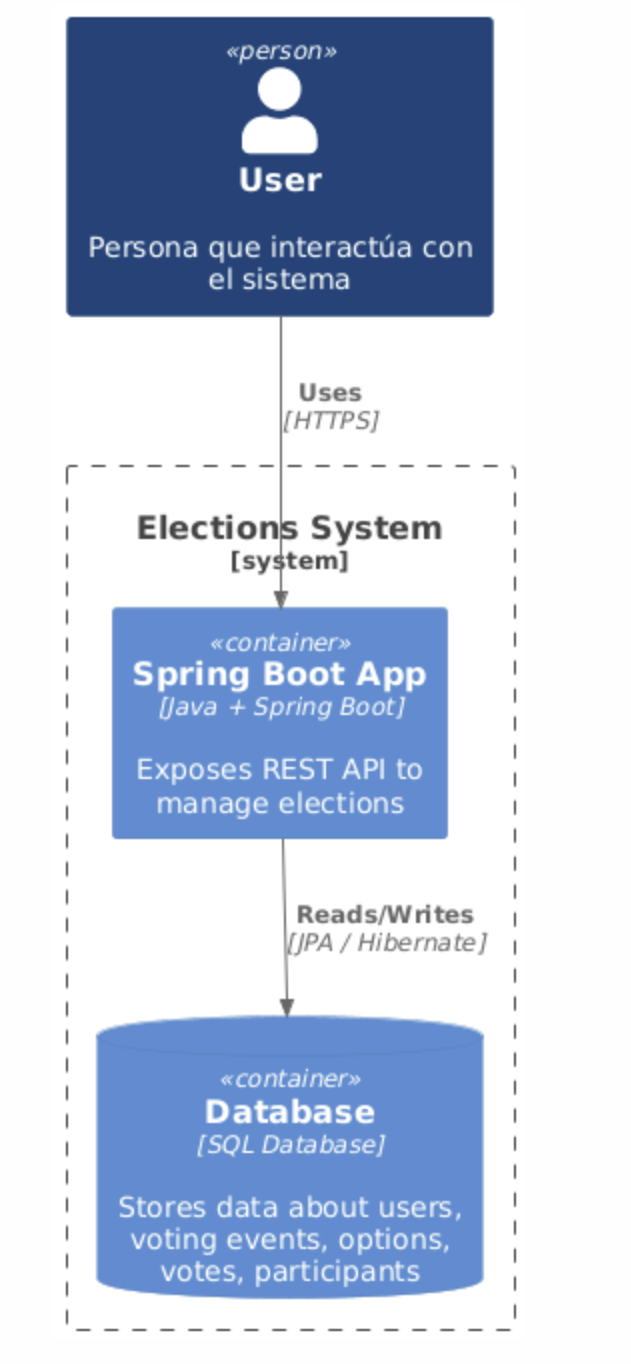 «person»
User
Persona que interactúa con
el sistema
Uses
[HTTPS]
Elections System
[system]
«container»
Spring Boot App
[Java + Spring Boot]
Exposes REST API to
manage elections
Reads/Writes
[JPA / Hibernate]
«container»
Database
[SQL Database]
Stores data about users,
voting events, options,
votes, participants